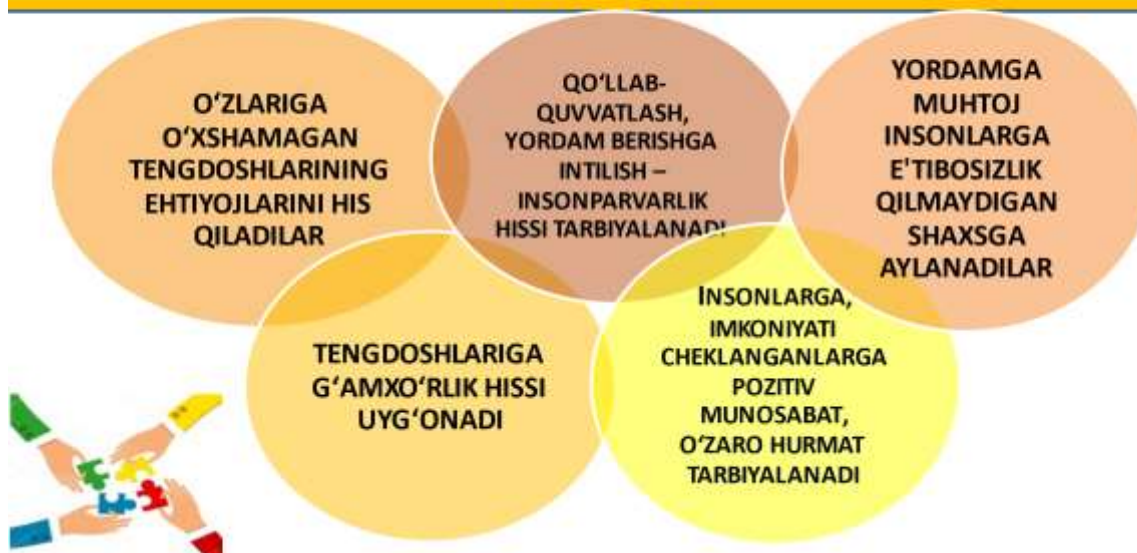 O‘ZLARIGA
O‘XSHAMAGAN
TENGDOSHLARINING
EHTIYOJLARINI HIS
QILADILAR
QO‘LLAB-
QUVVATLASH,
YORDAM BERISHGA
INTILISH –
INSONPARVARLIK
HISSI TARBIYALANADI
YORDAMGA
MUHTOJ
INSONLARGA
E'TIBOSIZLIK
QILMAYDIGAN
SHAXSGA
AYLANADILAR
TENGDOSHLARIGA
G‘AMXO‘RLIK HISSI
UYG‘ONADI
INSONLARGA,
IMKONIYATI
CHEKLANGANLARGA
POZITIV
MUNOSABAT,
O‘ZARO HURMAT
TARBIYALANADI